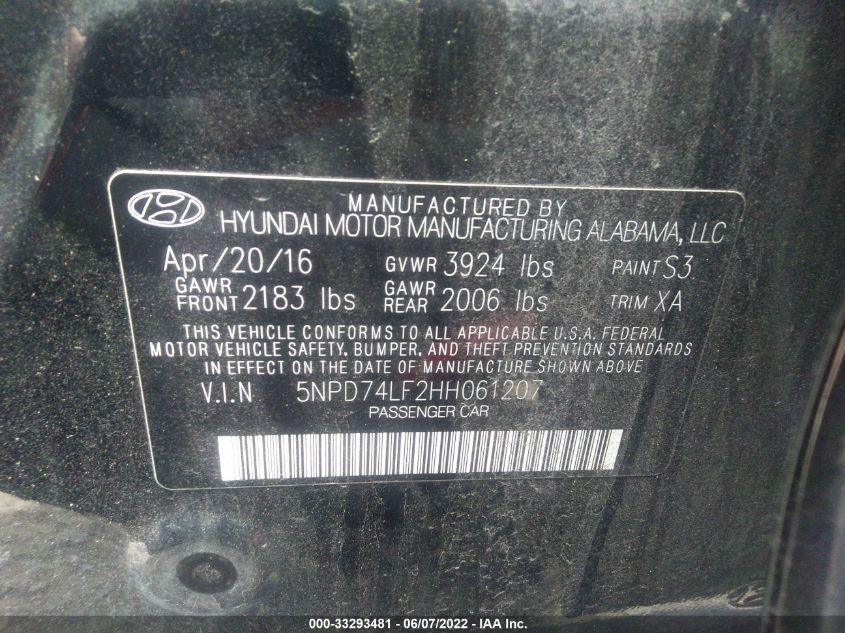 MANUFACTURED BY
HYUNDAI MOTOR MANUFACTURING ALABAMA, LLC
Apr/20/16 GVWR 3924 lbs PAINT S3
GAWR FRONT 2183 lbs GAWR REAR 2006 lbs TRIM XA
THIS VEHICLE CONFORMS TO ALL APPLICABLE U.S.A. FEDERAL
MOTOR VEHICLE SAFETY, BUMPER, AND THEFT PREVENTION STANDARDS
IN EFFECT ON THE DATE OF MANUFACTURE SHOWN ABOVE
V.I.N 5NPD74LF2HH061207
PASSENGER CAR
000-33293481 - 06/07/2022 - IAA Inc.